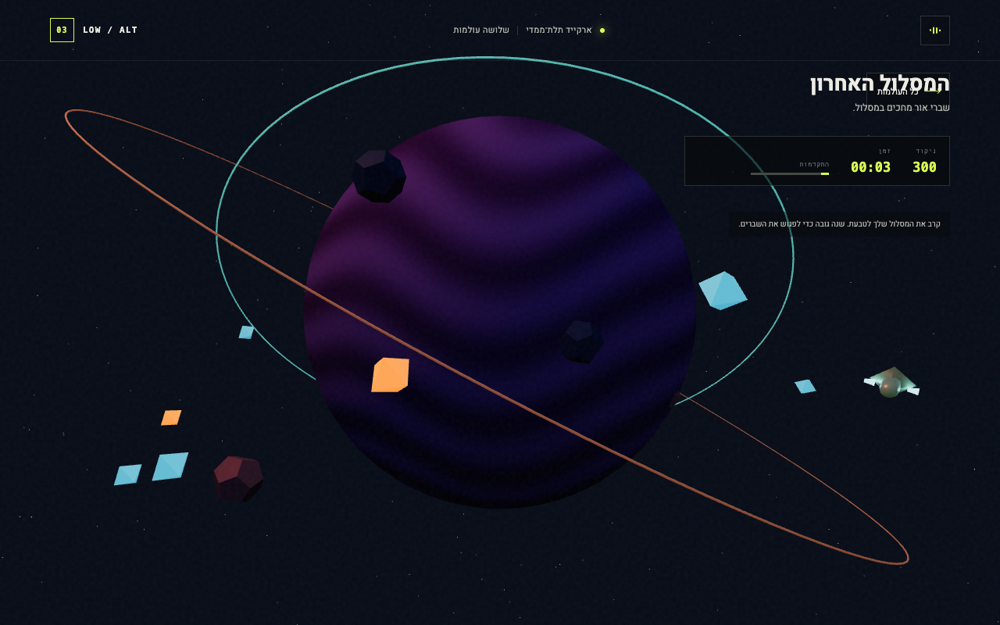 03 LOW / ALT
ארקייד תלת־ממדי | שלושה עולמות
המסלול האחרון
כל העולמות
שברי אור מחכים במסלול.
ניקוד
300
זמן
00:03
התקדמות
קרב את המסלול שלך לטבעת. שנה גובה כדי לפגוש את השברים.